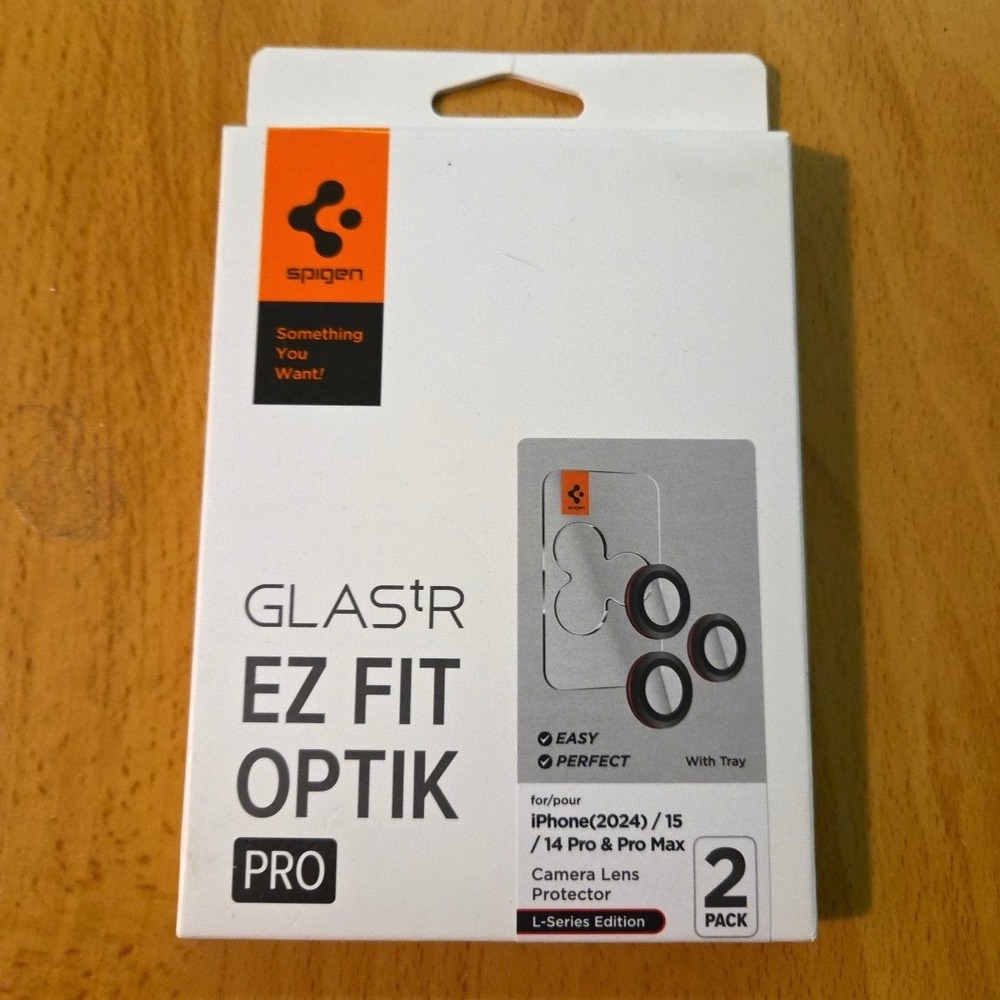 spigen
Something
You
Want!
spigen
GLAStR
EZ FIT
OPTIK
PRO
EASY
PERFECT
With Tray
for/pour
iPhone(2024) / 15
/ 14 Pro & Pro Max
Camera Lens
Protector
L-Series Edition
2
PACK